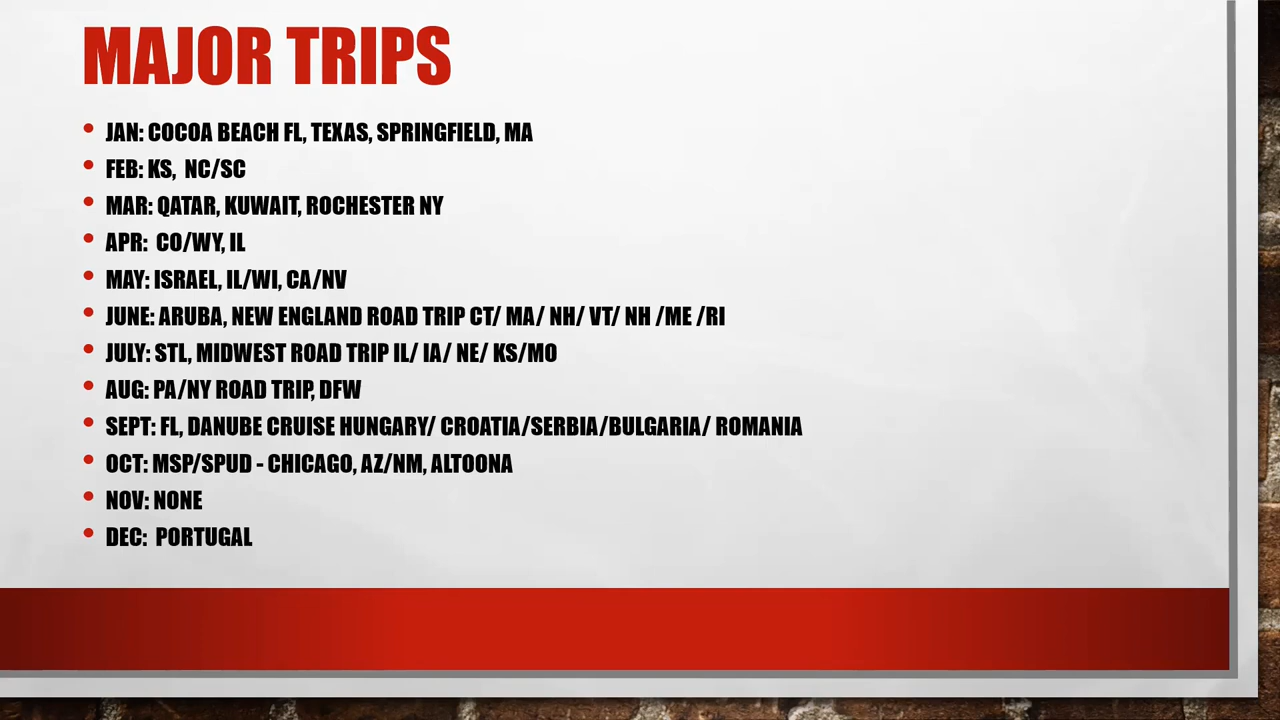 MAJOR TRIPS
• JAN: COCOA BEACH FL, TEXAS, SPRINGFIELD, MA
• FEB: KS, NC/SC
• MAR: QATAR, KUWAIT, ROCHESTER NY
• APR: CO/WY, IL
• MAY: ISRAEL, IL/WI, CA/NV
• JUNE: ARUBA, NEW ENGLAND ROAD TRIP CT/ MA/ NH/ VT/ NH /ME /RI
• JULY: STL, MIDWEST ROAD TRIP IL/ IA/ NE/ KS/MO
• AUG: PA/NY ROAD TRIP, DFW
• SEPT: FL, DANUBE CRUISE HUNGARY/ CROATIA/SERBIA/BULGARIA/ ROMANIA
• OCT: MSP/SPUD - CHICAGO, AZ/NM, ALTOONA
• NOV: NONE
• DEC: PORTUGAL